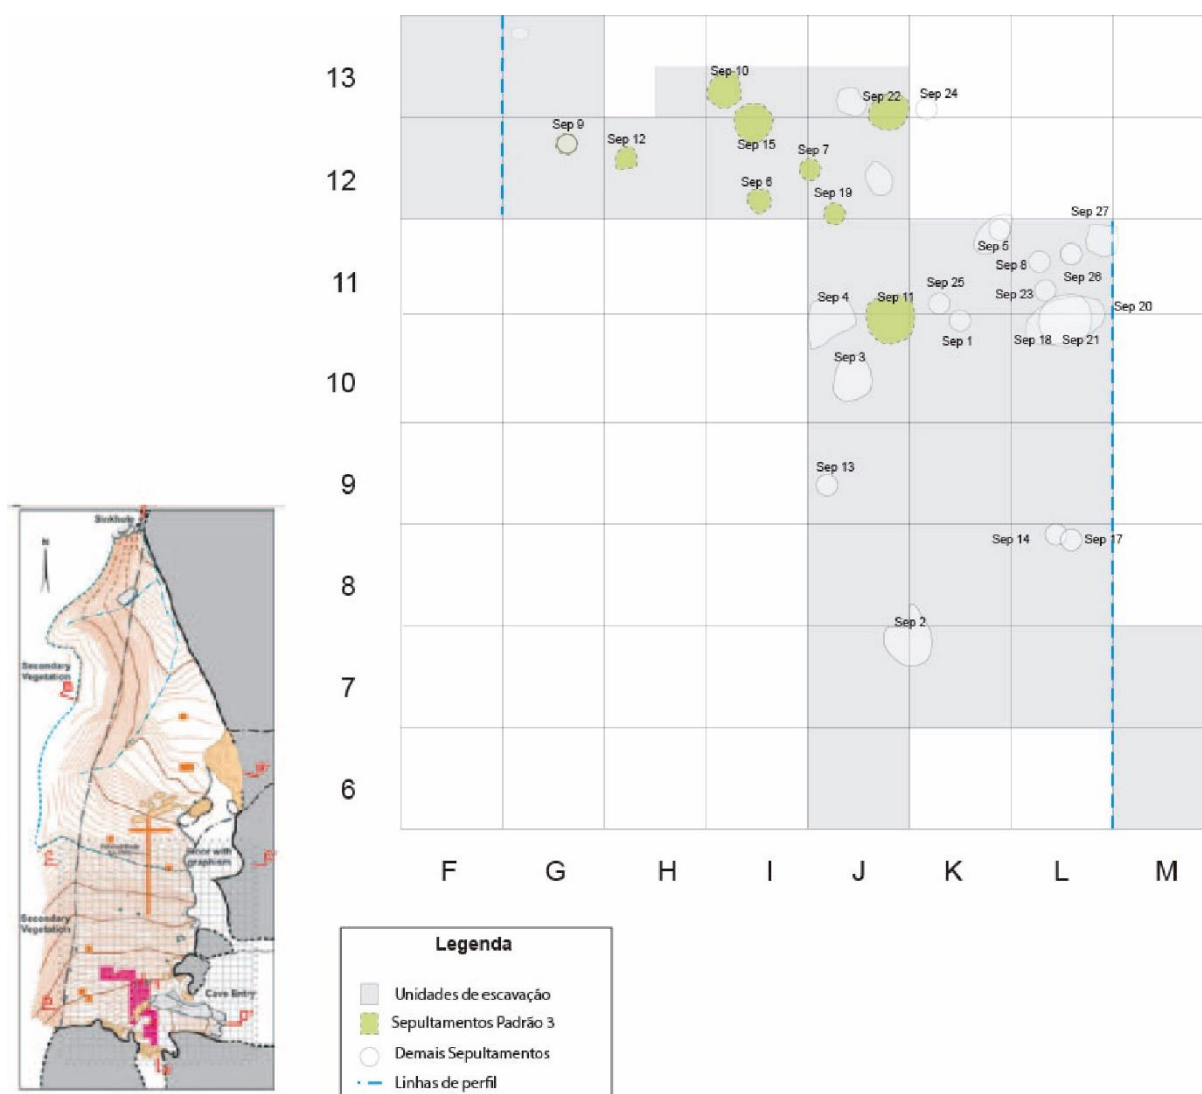 13
Sep 10
Sep 22
Sep 24
Sep 9
Sep 12
Sep 15
Sep 7
12
Sep 6
Sep 19
Sep 27
Sep 5
Sep 8
11
Sep 25
Sep 26
Sep 4
Sep 11
Sep 23
Sep 20
Sep 1
Sep 18
Sep 21
Sep 3
10
Sep 13
9
Sep 14
Sep 17
8
Sep 2
7
6
F G H I J K L M
Sinkhole
N
Secondary
Vegetation
graphism
Secondary
Vegetation
Cave Entry
Legenda
Unidades de escavação
Sepultamentos Padrão 3
Demais Sepultamentos
Linhas de perfil